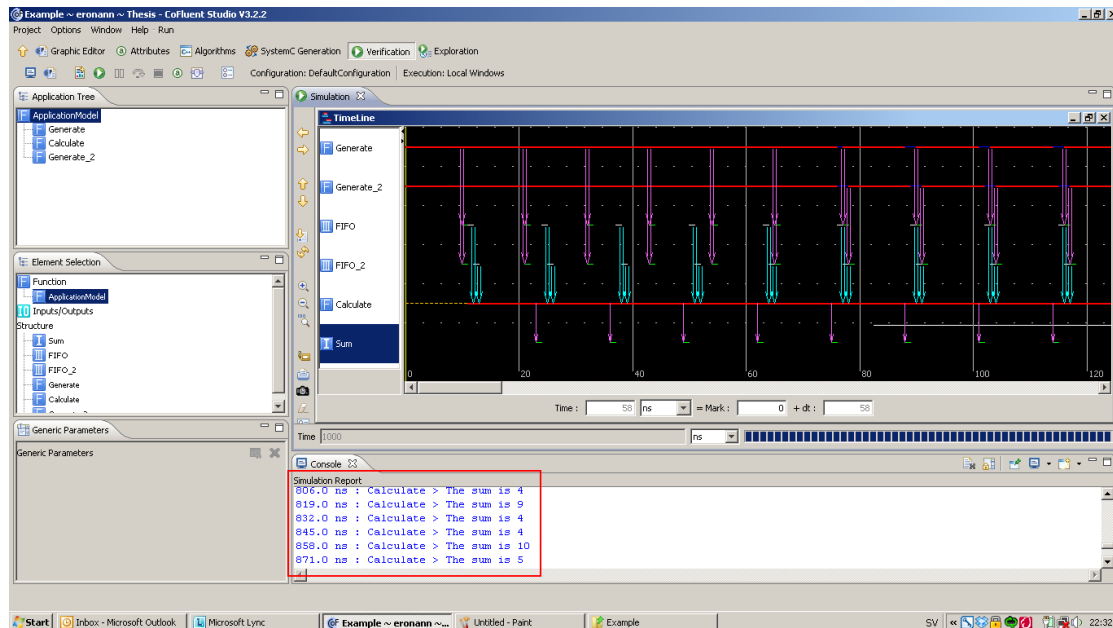 Example ~ eronann ~ Thesis - CoFluent Studio V3.2.2
Project Options Window Help Run
Graphic Editor Attributes Algorithms SystemC Generation Verification Exploration
Configuration: DefaultConfiguration Execution: Local Windows
Application Tree
ApplicationModel
Generate
Calculate
Generate_2
Element Selection
Function
ApplicationModel
Inputs/Outputs
Structure
Sum
FIFO
FIFO_2
Generate
Calculate
Generic Parameters
Generic Parameters
Simulation
TimeLine
Generate
Generate_2
FIFO
FIFO_2
Calculate
Sum
0 20 40 60 80 100 120
Time : 58 ns = Mark : 0 + dt : 58
Time 1000 ns
Console
Simulation Report
806.0 ns : Calculate > The sum is 4
819.0 ns : Calculate > The sum is 9
832.0 ns : Calculate > The sum is 4
845.0 ns : Calculate > The sum is 4
858.0 ns : Calculate > The sum is 10
871.0 ns : Calculate > The sum is 5
Start Inbox - Microsoft Outlook Microsoft Lync Example ~ eronann ~... Untitled - Paint Example SV 22:32